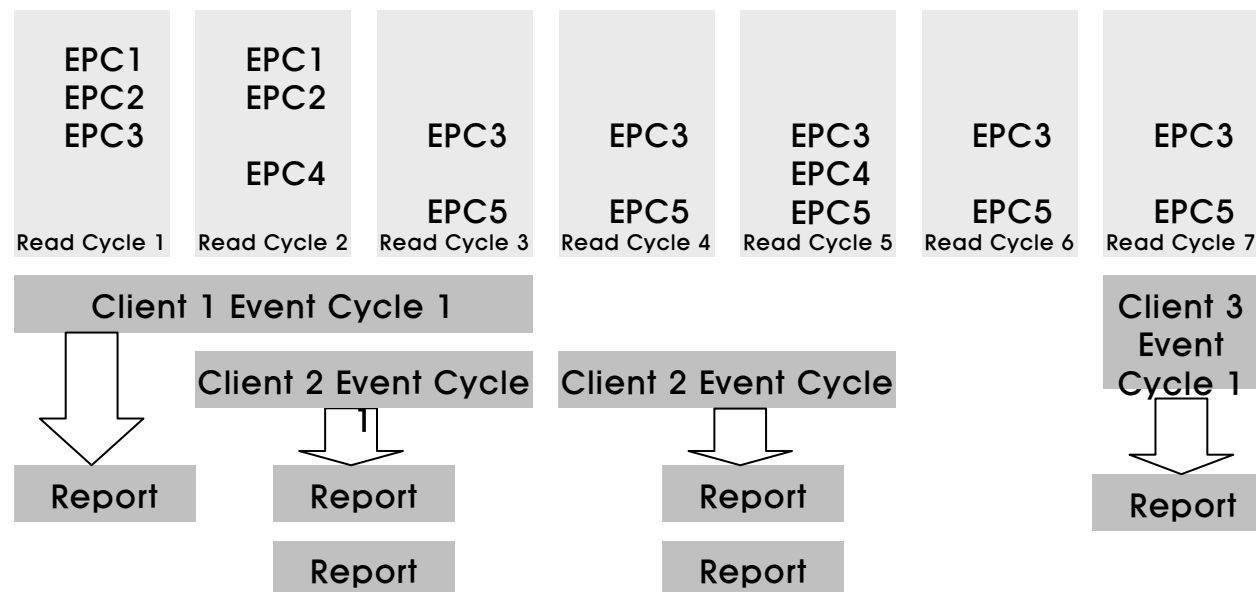 EPC1
EPC2
EPC3
Read Cycle 1
EPC1
EPC2
EPC4
Read Cycle 2
EPC3
EPC5
Read Cycle 3
EPC3
EPC5
Read Cycle 4
EPC3
EPC4
EPC5
Read Cycle 5
EPC3
EPC5
Read Cycle 6
EPC3
EPC5
Read Cycle 7
Client 1 Event Cycle 1
Client 2 Event Cycle
1
Client 2 Event Cycle
Client 3
Event
Cycle 1
Report
Report
Report
Report
Report
Report